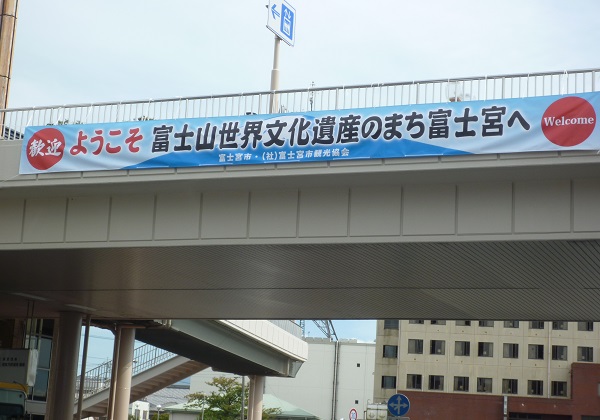 歓迎 ようこそ 富士山世界文化遺産のまち富士宮へ Welcome
富士宮市・(社)富士宮市観光協会